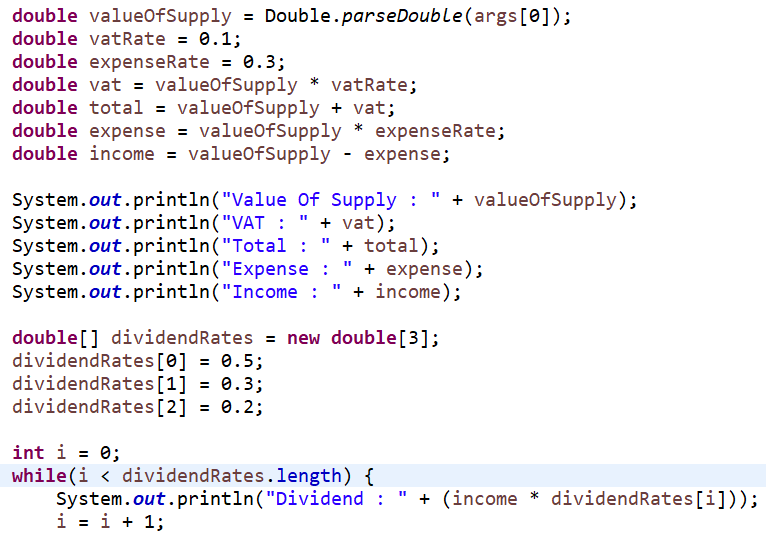 double valueOfSupply = Double.parseDouble(args[0]);
double vatRate = 0.1;
double expenseRate = 0.3;
double vat = valueOfSupply * vatRate;
double total = valueOfSupply + vat;
double expense = valueOfSupply * expenseRate;
double income = valueOfSupply - expense;

System.out.println("Value Of Supply : " + valueOfSupply);
System.out.println("VAT : " + vat);
System.out.println("Total : " + total);
System.out.println("Expense : " + expense);
System.out.println("Income : " + income);

double[] dividendRates = new double[3];
dividendRates[0] = 0.5;
dividendRates[1] = 0.3;
dividendRates[2] = 0.2;

int i = 0;
while(i < dividendRates.length) {
    System.out.println("Dividend : " + (income * dividendRates[i]));
    i = i + 1;